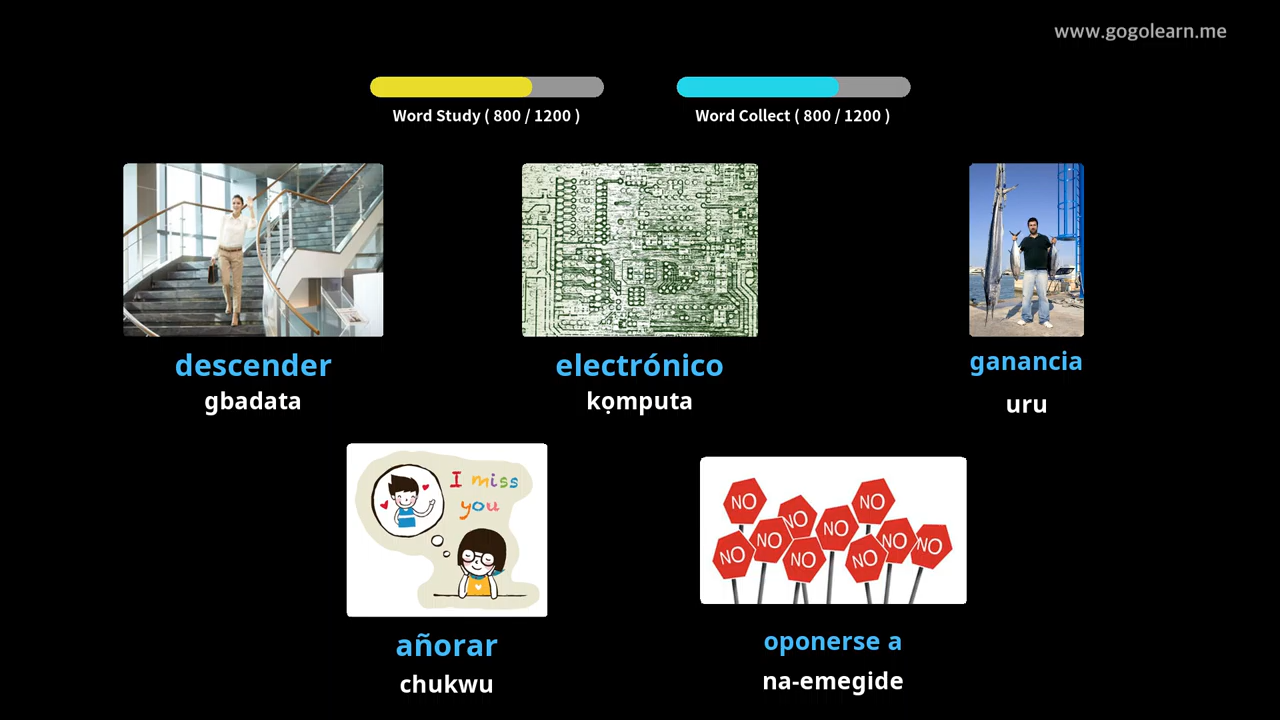 www.gogolearn.me
Word Study ( 800 / 1200 )
Word Collect ( 800 / 1200 )
descender
gbadata
electrónico
kọmputa
ganancia
uru
I miss
you
añorar
chukwu
NO
NO
NO
NO
NO
NO
NO
NO
NO
NO
oponerse a
na-emegide